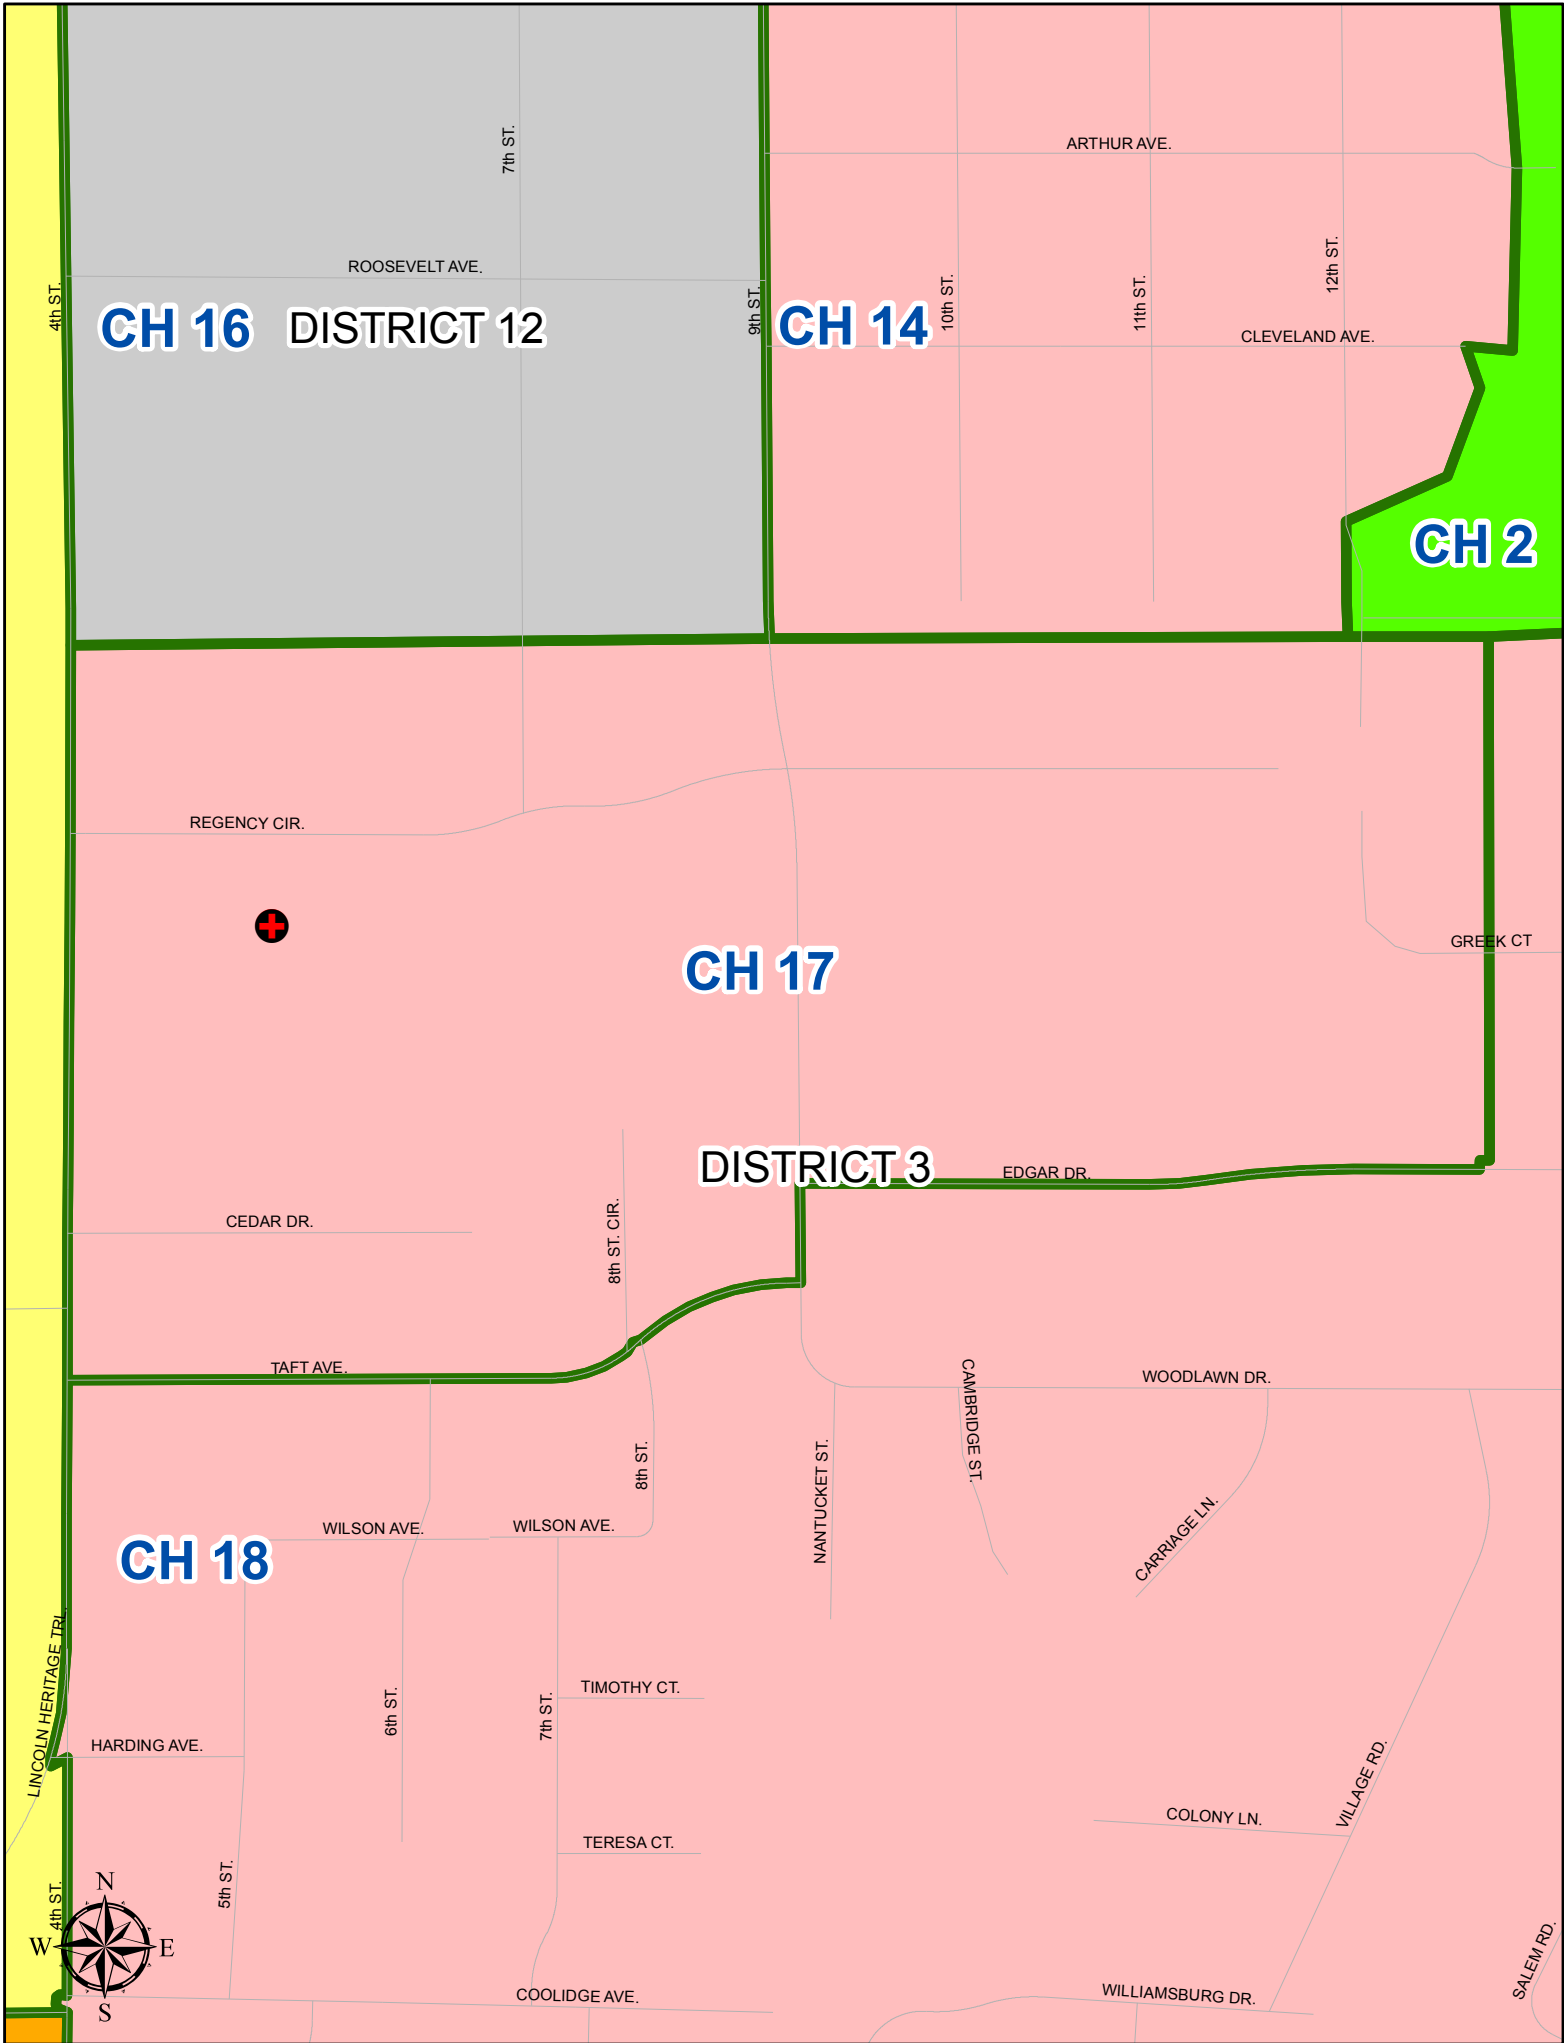 7th ST.
ARTHUR AVE.
ROOSEVELT AVE.
12th ST.
4th ST.
9th ST.
10th ST.
11th ST.
CH 16
DISTRICT 12
CH 14
CLEVELAND AVE.
CH 2
REGENCY CIR.
GREEK CT
CH 17
DISTRICT 3
EDGAR DR.
CEDAR DR.
8th ST. CIR.
TAFT AVE.
WOODLAWN DR.
CAMBRIDGE ST.
8th ST.
NANTUCKET ST.
WILSON AVE.
WILSON AVE.
CARRIAGE LN.
CH 18
LINCOLN HERITAGE TRL.
TIMOTHY CT.
6th ST.
7th ST.
HARDING AVE.
VILLAGE RD.
COLONY LN.
TERESA CT.
5th ST.
4th ST.
N
W
E
S
SALEM RD.
COOLIDGE AVE.
WILLIAMSBURG DR.